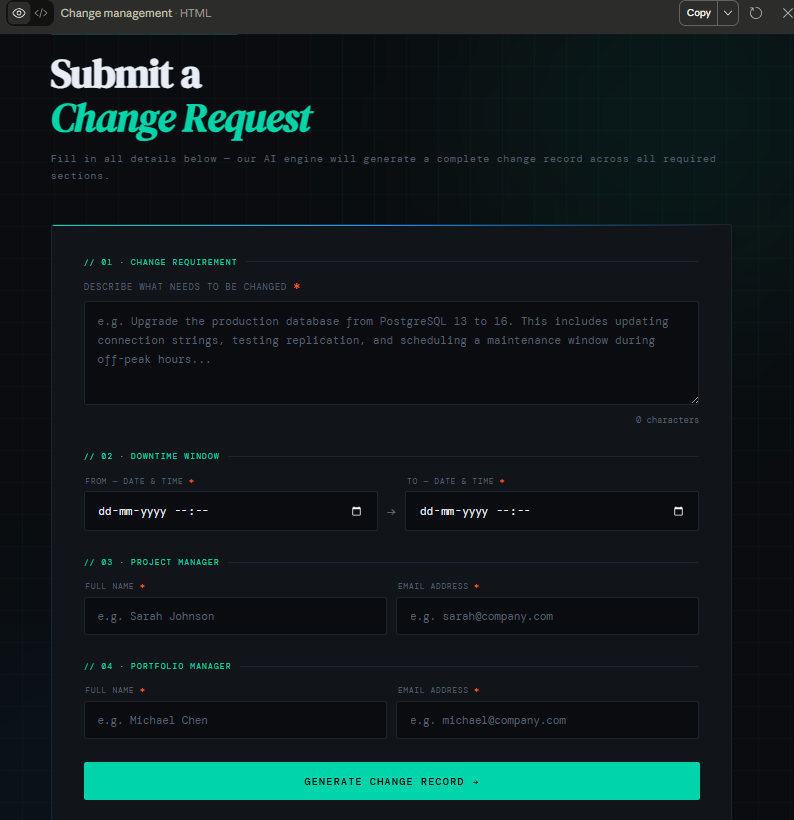 Change management · HTML
Copy
Submit a
Change Request
Fill in all details below — our AI engine will generate a complete change record across all required
sections.
// 01 · CHANGE REQUIREMENT
DESCRIBE WHAT NEEDS TO BE CHANGED *
e.g. Upgrade the production database from PostgreSQL 13 to 16. This includes updating
connection strings, testing replication, and scheduling a maintenance window during
off-peak hours...
0 characters
// 02 · DOWNTIME WINDOW
FROM — DATE & TIME * TO — DATE & TIME *
dd-mm-yyyy --:-- → dd-mm-yyyy --:--
// 03 · PROJECT MANAGER
FULL NAME * EMAIL ADDRESS *
e.g. Sarah Johnson e.g. sarah@company.com
// 04 · PORTFOLIO MANAGER
FULL NAME * EMAIL ADDRESS *
e.g. Michael Chen e.g. michael@company.com
GENERATE CHANGE RECORD →